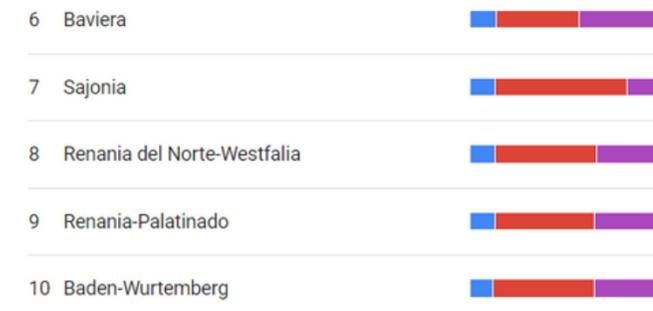 6 Baviera
7 Sajonia
8 Renania del Norte-Westfalia
9 Renania-Palatinado
10 Baden-Wurtemberg